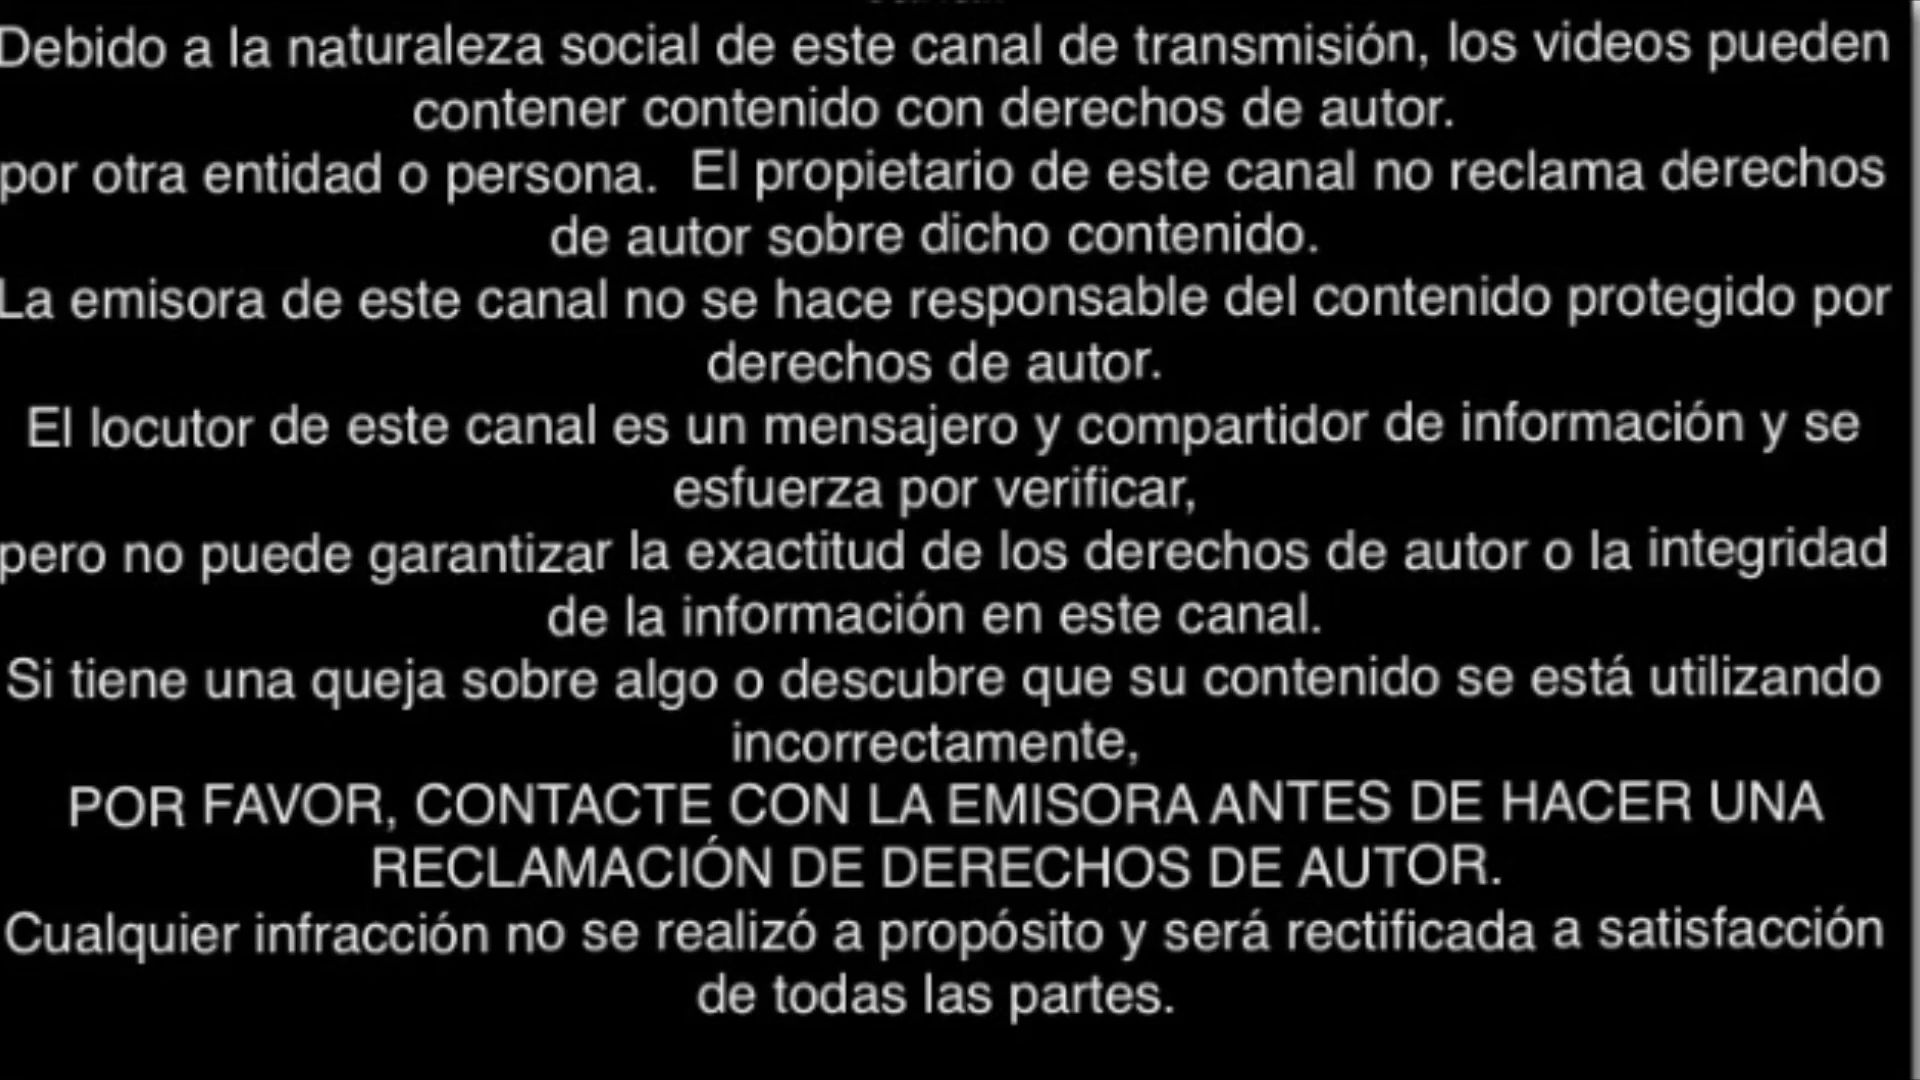 Debido a la naturaleza social de este canal de transmisión, los videos pueden
contener contenido con derechos de autor.
por otra entidad o persona.  El propietario de este canal no reclama derechos
de autor sobre dicho contenido.
La emisora de este canal no se hace responsable del contenido protegido por
derechos de autor.
El locutor de este canal es un mensajero y compartidor de información y se
esfuerza por verificar,
pero no puede garantizar la exactitud de los derechos de autor o la integridad
de la información en este canal.
Si tiene una queja sobre algo o descubre que su contenido se está utilizando
incorrectamente,
POR FAVOR, CONTACTE CON LA EMISORA ANTES DE HACER UNA
RECLAMACIÓN DE DERECHOS DE AUTOR.
Cualquier infracción no se realizó a propósito y será rectificada a satisfacción
de todas las partes.